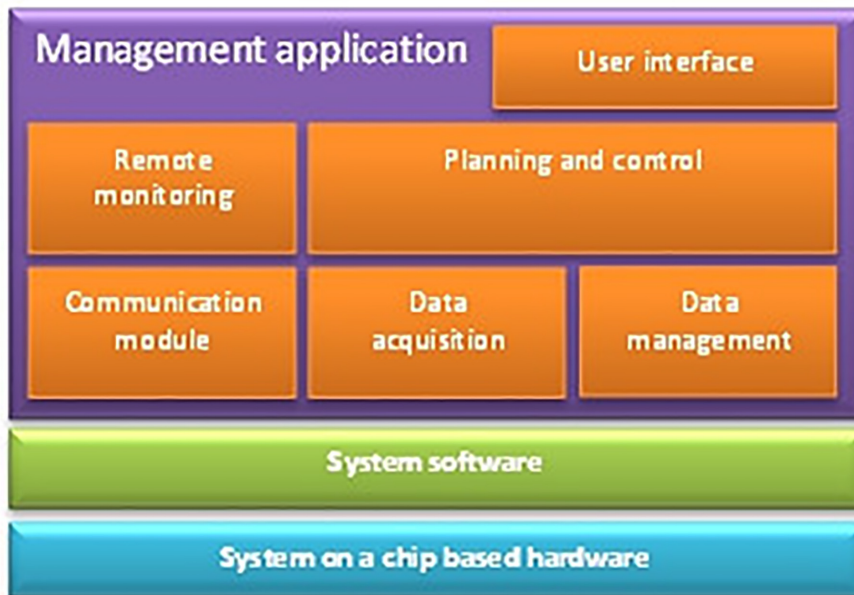 Management application
User interface
Remote
monitoring
Planning and control
Communication
module
Data
acquisition
Data
management
System software
System on a chip based hardware